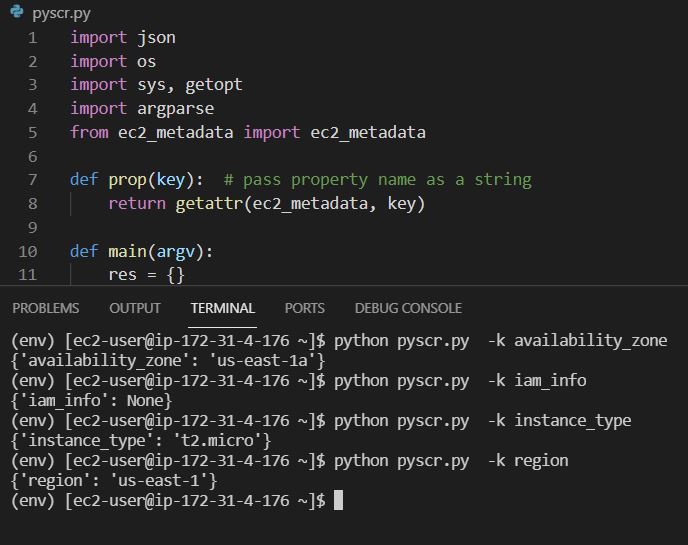 pyscr.py
1 import json
2 import os
3 import sys, getopt
4 import argparse
5 from ec2_metadata import ec2_metadata
6
7 def prop(key):  # pass property name as a string
8     return getattr(ec2_metadata, key)
9
10 def main(argv):
11     res = {}
PROBLEMS OUTPUT TERMINAL PORTS DEBUG CONSOLE
(env) [ec2-user@ip-172-31-4-176 ~]$ python pyscr.py  -k availability_zone
{'availability_zone': 'us-east-1a'}
(env) [ec2-user@ip-172-31-4-176 ~]$ python pyscr.py  -k iam_info
{'iam_info': None}
(env) [ec2-user@ip-172-31-4-176 ~]$ python pyscr.py  -k instance_type
{'instance_type': 't2.micro'}
(env) [ec2-user@ip-172-31-4-176 ~]$ python pyscr.py  -k region
{'region': 'us-east-1'}
(env) [ec2-user@ip-172-31-4-176 ~]$